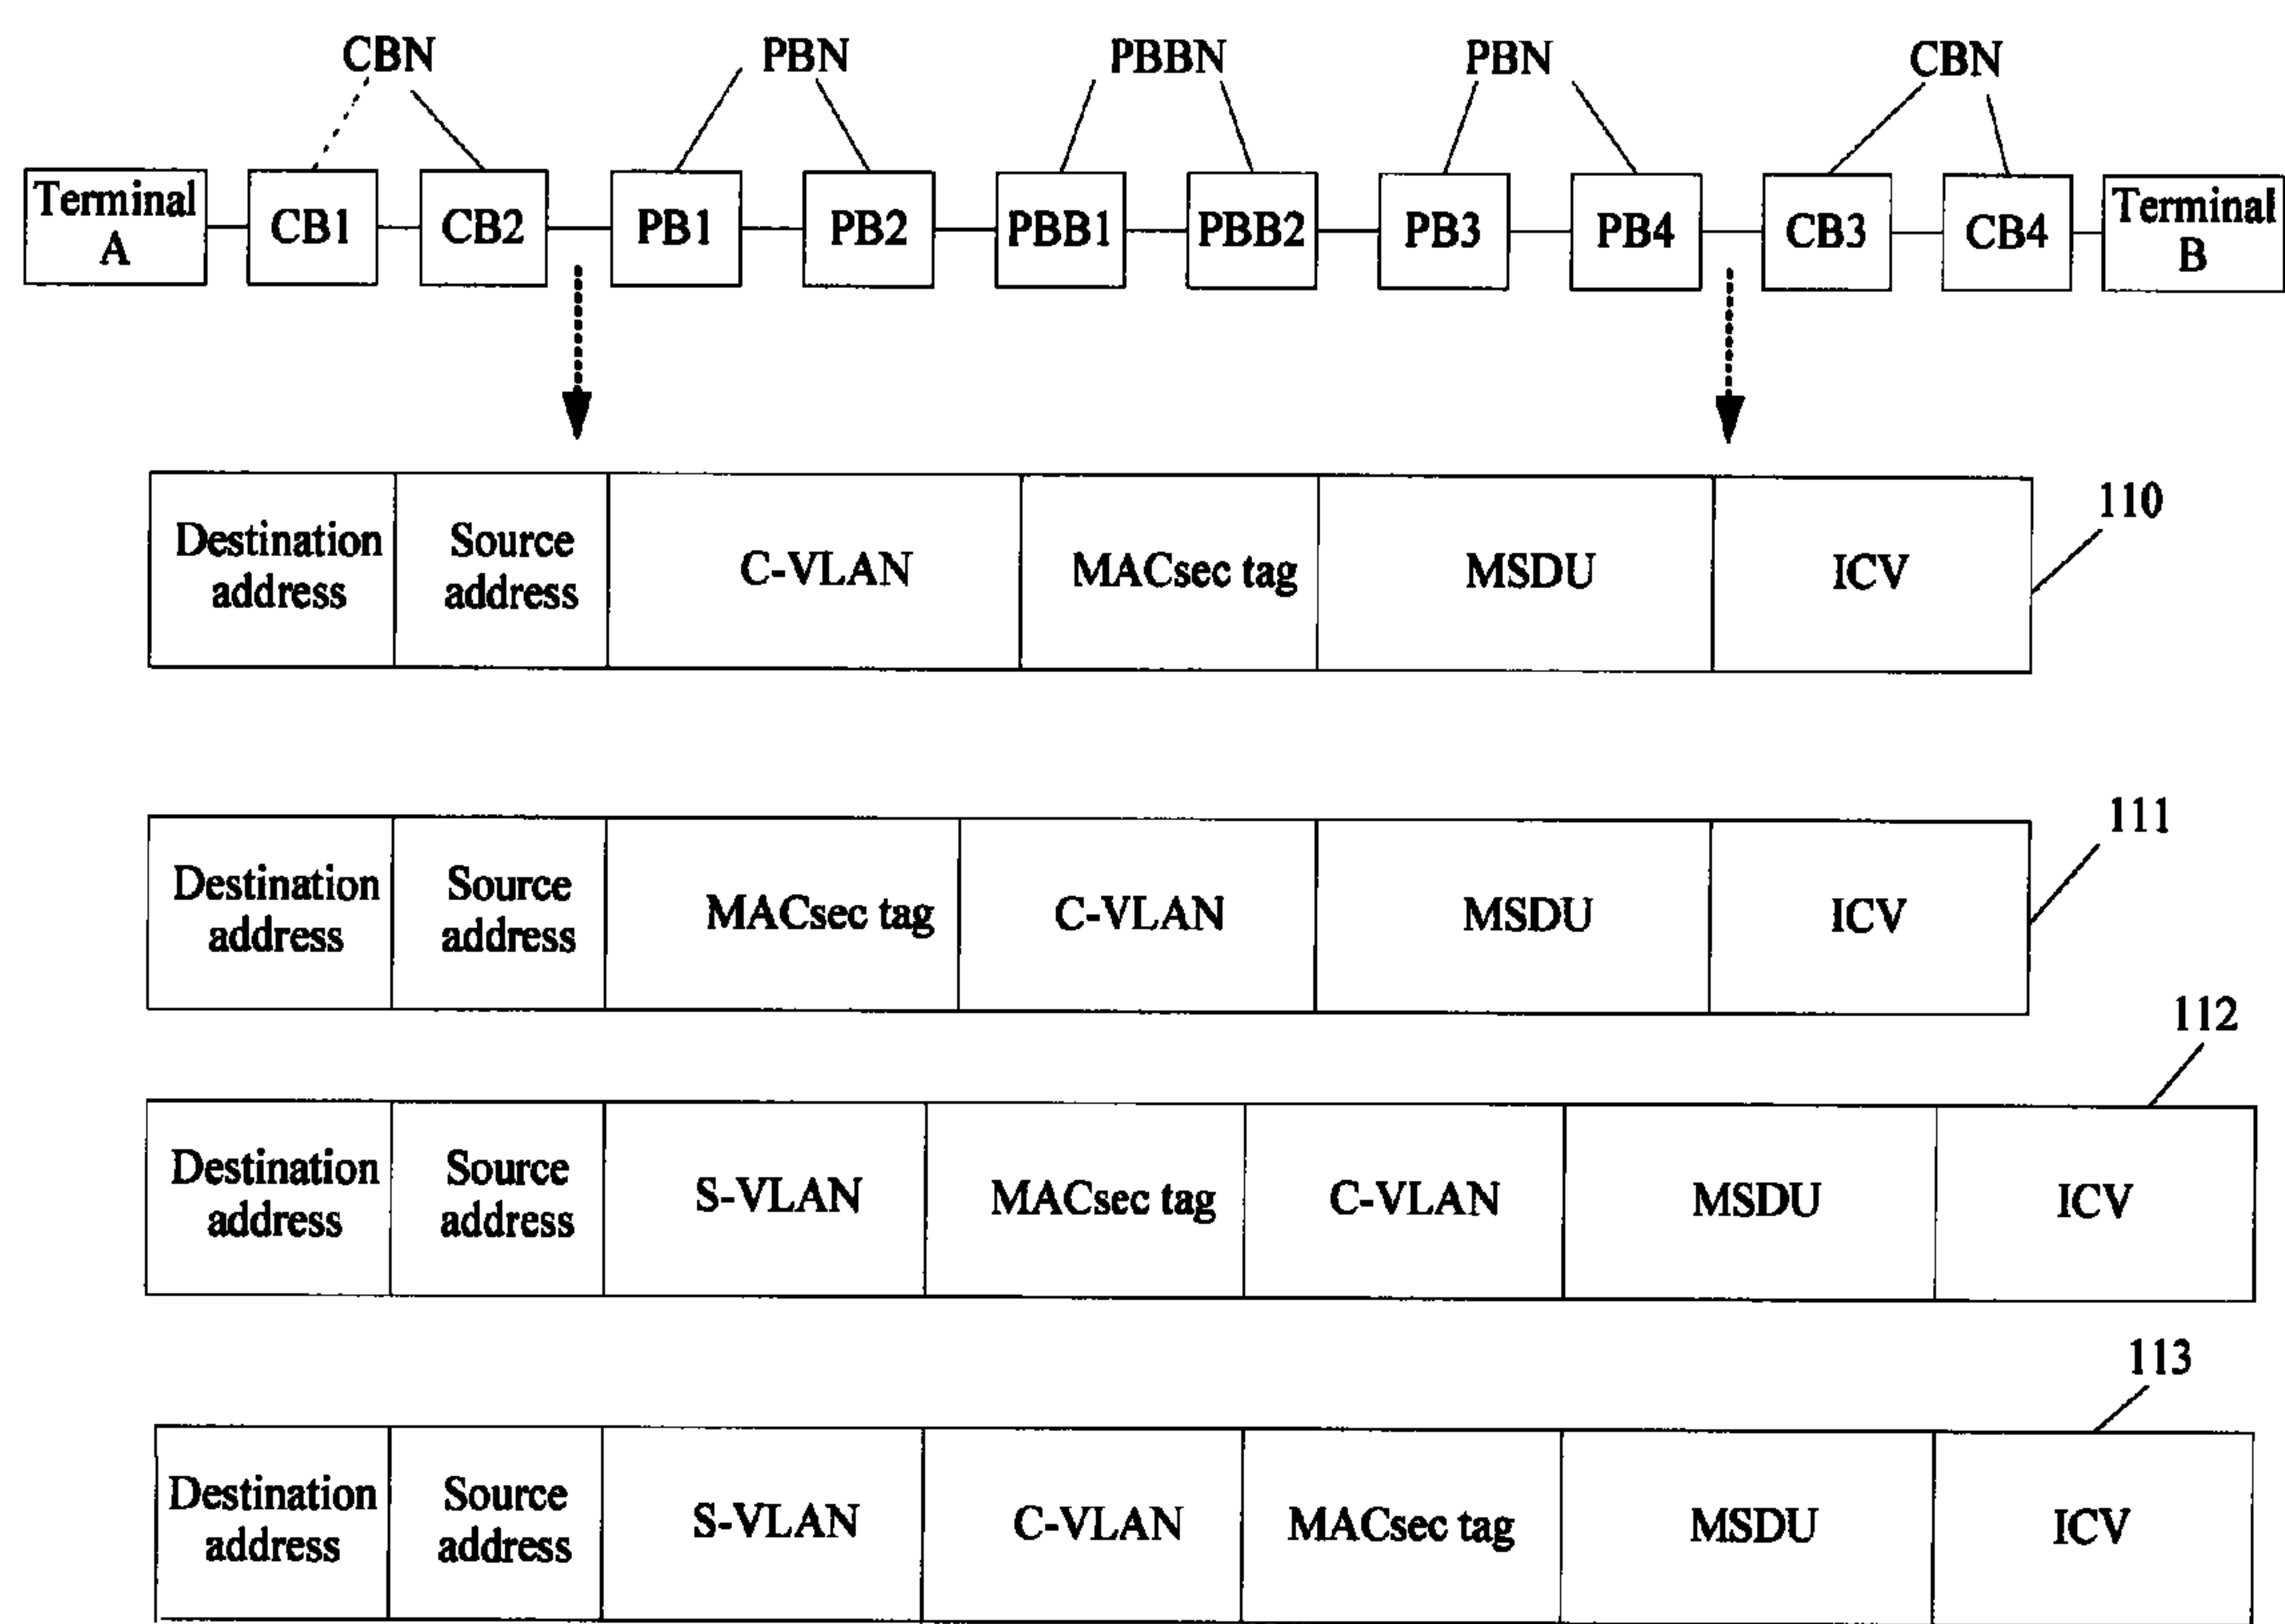 CBN PBN PBBN PBN CBN
Terminal A CB1 CB2 PB1 PB2 PBB1 PBB2 PB3 PB4 CB3 CB4 Terminal B
110
Destination address Source address C-VLAN MACsec tag MSDU ICV
111
Destination address Source address MACsec tag C-VLAN MSDU ICV
112
Destination address Source address S-VLAN MACsec tag C-VLAN MSDU ICV
113
Destination address Source address S-VLAN C-VLAN MACsec tag MSDU ICV